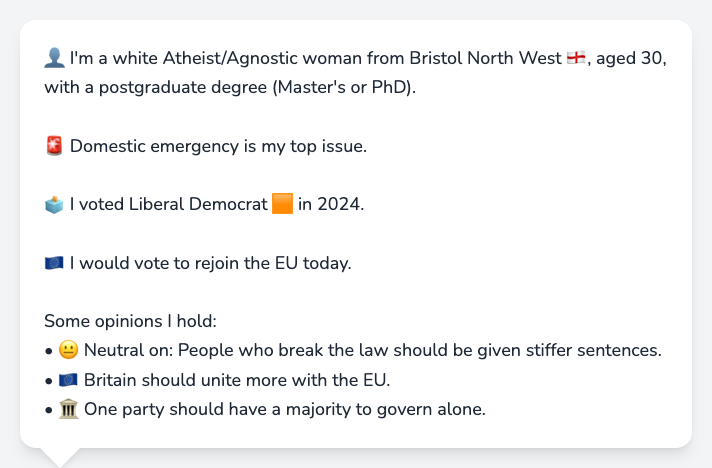 👤 I'm a white Atheist/Agnostic woman from Bristol North West 🏴󠁧󠁢󠁥󠁮󠁧󠁿, aged 30,
with a postgraduate degree (Master's or PhD).
🚨 Domestic emergency is my top issue.
🗳️ I voted Liberal Democrat 🟧 in 2024.
🇪🇺 I would vote to rejoin the EU today.
Some opinions I hold:
• 😐 Neutral on: People who break the law should be given stiffer sentences.
• 🇪🇺 Britain should unite more with the EU.
• 🏛️ One party should have a majority to govern alone.